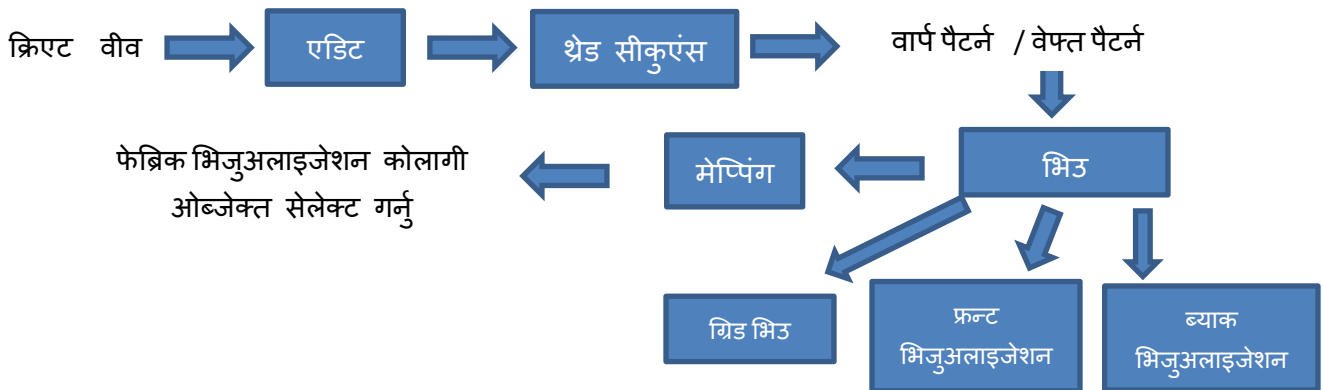 क्रिएट वीव
एडिट
थ्रेड सीकुएंस
वार्प पैटर्न / वेफ्त पैटर्न
भिउ
मेप्पिंग
फेब्रिक भिजुअलाइजेशन कोलागी
ओब्जेक्त सेलेक्ट गर्नु
ग्रिड भिउ
फ्रन्ट
भिजुअलाइजेशन
ब्याक
भिजुअलाइजेशन